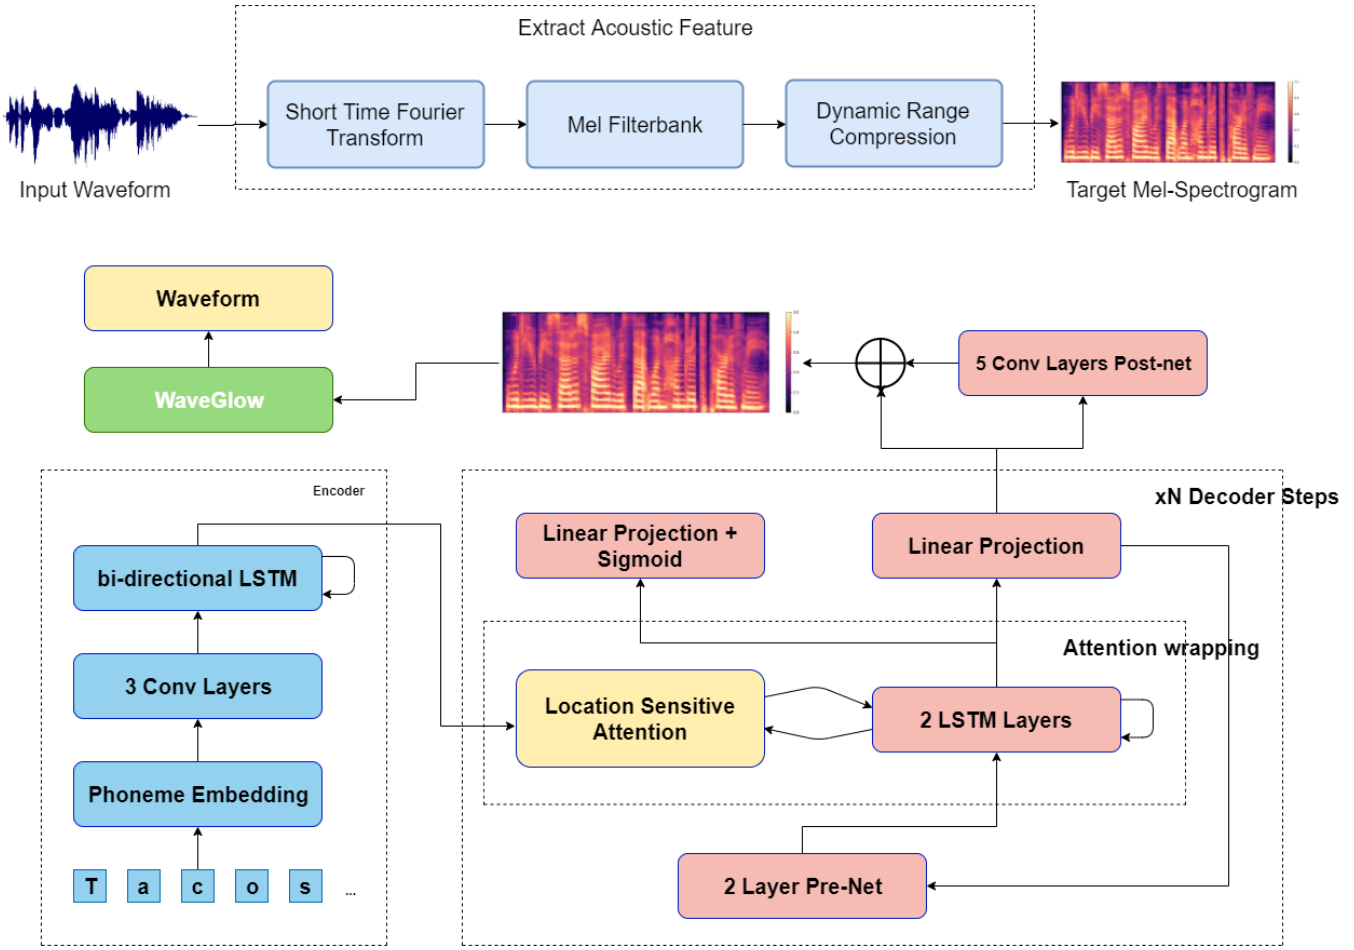 Extract Acoustic Feature
Short Time Fourier
Transform
Mel Filterbank
Dynamic Range
Compression
Input Waveform
Target Mel-Spectrogram
Waveform
WaveGlow
5 Conv Layers Post-net
Encoder
bi-directional LSTM
3 Conv Layers
Phoneme Embedding
T a c o s ...
xN Decoder Steps
Linear Projection +
Sigmoid
Linear Projection
Attention wrapping
Location Sensitive
Attention
2 LSTM Layers
2 Layer Pre-Net